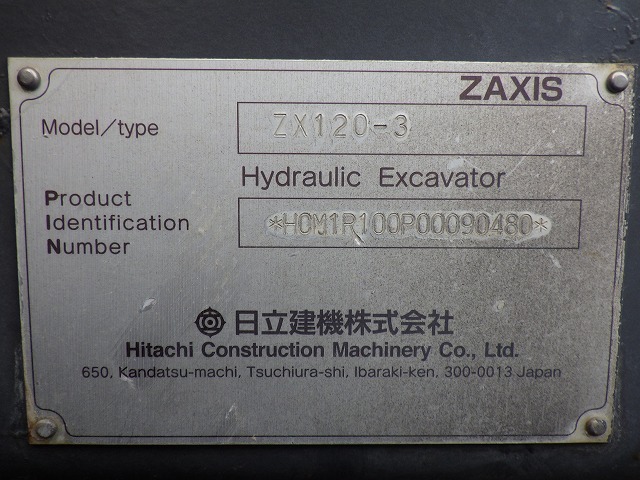 ZAXIS
Model/type
ZX120-3
Hydraulic Excavator
Product
Identification
Number
*HOM1R100P00090480*
日立建機株式会社
Hitachi Construction Machinery Co., Ltd.
650, Kandatsu-machi, Tsuchiura-shi, Ibaraki-ken, 300-0013 Japan